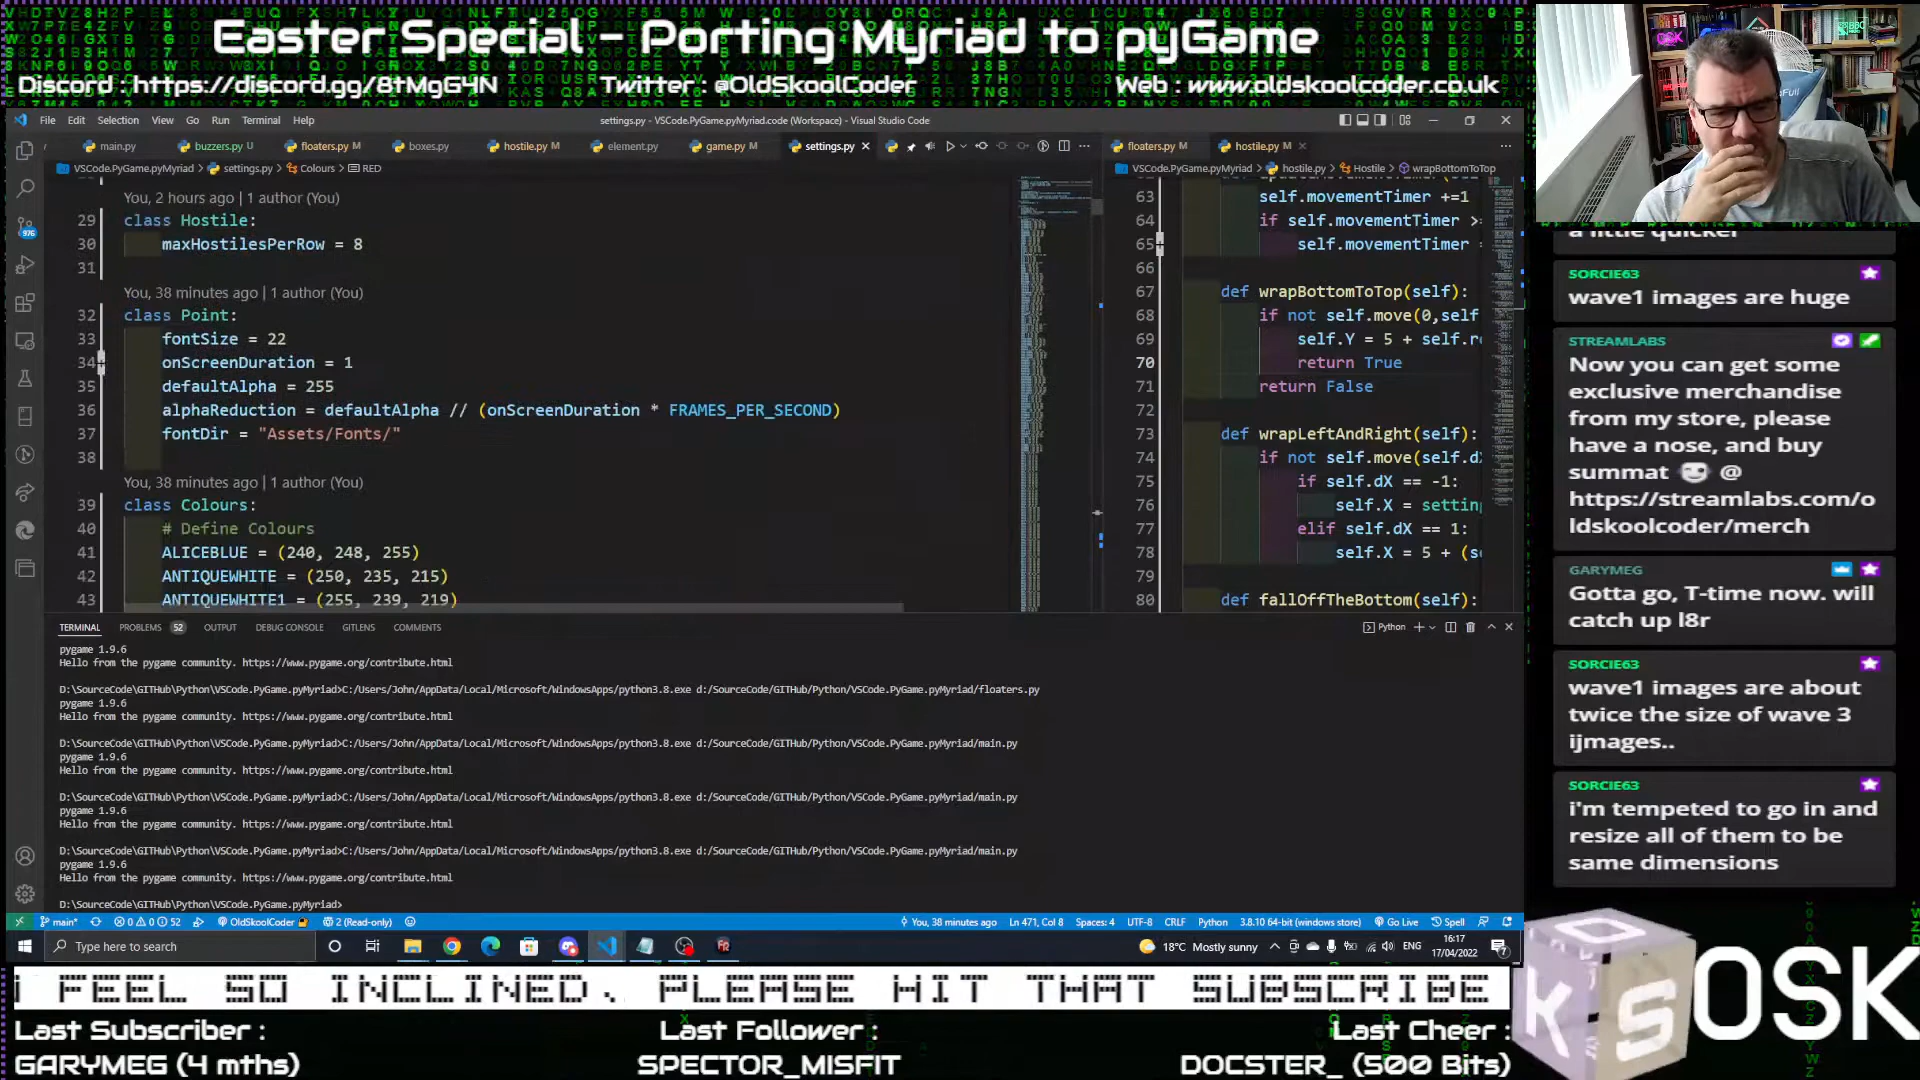 Easter Special - Porting Myriad to pyGame
Discord : https://discord.gg/8tMgG4N
Twitter : @OldSkoolCoder
Web : www.oldskoolcoder.co.uk
File Edit Selection View Go Run Terminal Help
settings.py - VSCode.PyGame.pyMyriad.code (Workspace) - Visual Studio Code
main.py
buzzers.py U
floaters.py M
boxes.py
hostile.py M
element.py
game.py M
settings.py
VSCode.PyGame.pyMyriad > settings.py > Colours > RED
You, 2 hours ago | 1 author (You)
29 class Hostile:
30 maxHostilesPerRow = 8
31
You, 38 minutes ago | 1 author (You)
32 class Point:
33 fontSize = 22
34 onScreenDuration = 1
35 defaultAlpha = 255
36 alphaReduction = defaultAlpha // (onScreenDuration * FRAMES_PER_SECOND)
37 fontDir = "Assets/Fonts/"
38
You, 38 minutes ago | 1 author (You)
39 class Colours:
40 # Define Colours
41 ALICEBLUE = (240, 248, 255)
42 ANTIQUEWHITE = (250, 235, 215)
43 ANTIQUEWHITE1 = (255, 239, 219)
floaters.py M
hostile.py M
VSCode.PyGame.pyMyriad > hostile.py > Hostile > wrapBottomToTop
63 self.movementTimer +=1
64 if self.movementTimer >
65 self.movementTimer =
66
67 def wrapBottomToTop(self):
68 if not self.move(0,self
69 self.Y = 5 + self.r
70 return True
71 return False
72
73 def wrapLeftAndRight(self):
74 if not self.move(self.d
75 if self.dX == -1:
76 self.X = settin
77 elif self.dX == 1:
78 self.X = 5 + (s
79
80 def fallOffTheBottom(self):
976
TERMINAL PROBLEMS 52 OUTPUT DEBUG CONSOLE GITLENS COMMENTS
Python
pygame 1.9.6
Hello from the pygame community. https://www.pygame.org/contribute.html
D:\SourceCode\GITHub\Python\VSCode.PyGame.pyMyriad>C:/Users/John/AppData/Local/Microsoft/WindowsApps/python3.8.exe d:/SourceCode/GITHub/Python/VSCode.PyGame.pyMyriad/floaters.py
pygame 1.9.6
Hello from the pygame community. https://www.pygame.org/contribute.html
D:\SourceCode\GITHub\Python\VSCode.PyGame.pyMyriad>C:/Users/John/AppData/Local/Microsoft/WindowsApps/python3.8.exe d:/SourceCode/GITHub/Python/VSCode.PyGame.pyMyriad/main.py
pygame 1.9.6
Hello from the pygame community. https://www.pygame.org/contribute.html
D:\SourceCode\GITHub\Python\VSCode.PyGame.pyMyriad>C:/Users/John/AppData/Local/Microsoft/WindowsApps/python3.8.exe d:/SourceCode/GITHub/Python/VSCode.PyGame.pyMyriad/main.py
pygame 1.9.6
Hello from the pygame community. https://www.pygame.org/contribute.html
D:\SourceCode\GITHub\Python\VSCode.PyGame.pyMyriad>C:/Users/John/AppData/Local/Microsoft/WindowsApps/python3.8.exe d:/SourceCode/GITHub/Python/VSCode.PyGame.pyMyriad/main.py
pygame 1.9.6
Hello from the pygame community. https://www.pygame.org/contribute.html
D:\SourceCode\GITHub\Python\VSCode.PyGame.pyMyriad>
main* 0 0 52 OldSkoolCoder 2 (Read-only)
You, 38 minutes ago Ln 471, Col 8 Spaces: 4 UTF-8 CRLF Python 3.8.10 64-bit (windows store) Go Live Spell
Type here to search
18°C Mostly sunny
ENG
16:17
17/04/2022
a little quicker
SORCIE63
wave1 images are huge
STREAMLABS
Now you can get some
exclusive merchandise
from my store, please
have a nose, and buy
summat @
https://streamlabs.com/o
ldskoolcoder/merch
GARYMEG
Gotta go, T-time now. will
catch up l8r
SORCIE63
wave1 images are about
twice the size of wave 3
ijmages..
SORCIE63
i'm tempeted to go in and
resize all of them to be
same dimensions
FEEL SO INCLINED. PLEASE HIT THAT SUBSCRIBE
Last Subscriber :
GARYMEG (4 mths)
Last Follower :
SPECTOR_MISFIT
Last Cheer :
DOCSTER_ (500 Bits)
O K S
OSK